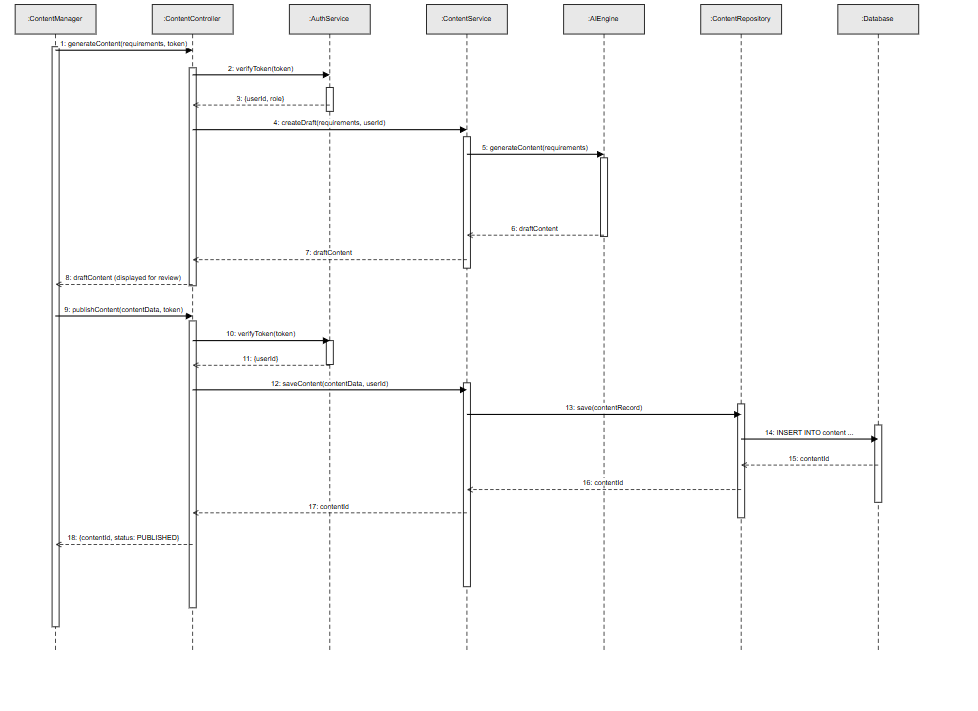 :ContentManager
:ContentController
:AuthService
:ContentService
:AIEngine
:ContentRepository
:Database
1: generateContent(requirements, token)
2: verifyToken(token)
3: {userId, role}
4: createDraft(requirements, userId)
5: generateContent(requirements)
6: draftContent
7: draftContent
8: draftContent (displayed for review)
9: publishContent(contentData, token)
10: verifyToken(token)
11: {userId}
12: saveContent(contentData, userId)
13: save(contentRecord)
14: INSERT INTO content ...
15: contentId
16: contentId
17: contentId
18: {contentId, status: PUBLISHED}